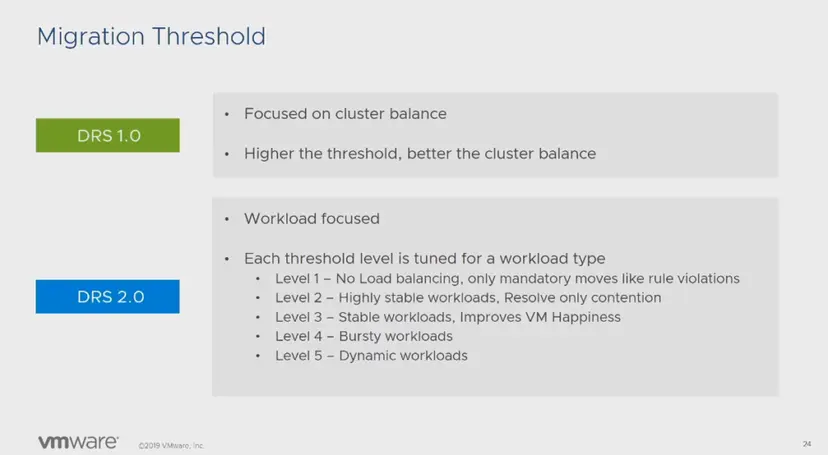 Migration Threshold
DRS 1.0
• Focused on cluster balance
• Higher the threshold, better the cluster balance
DRS 2.0
• Workload focused
• Each threshold level is tuned for a workload type
• Level 1 – No Load balancing, only mandatory moves like rule violations
• Level 2 – Highly stable workloads, Resolve only contention
• Level 3 – Stable workloads, Improves VM Happiness
• Level 4 – Bursty workloads
• Level 5 – Dynamic workloads
vmware®
©2019 VMware, Inc.
24